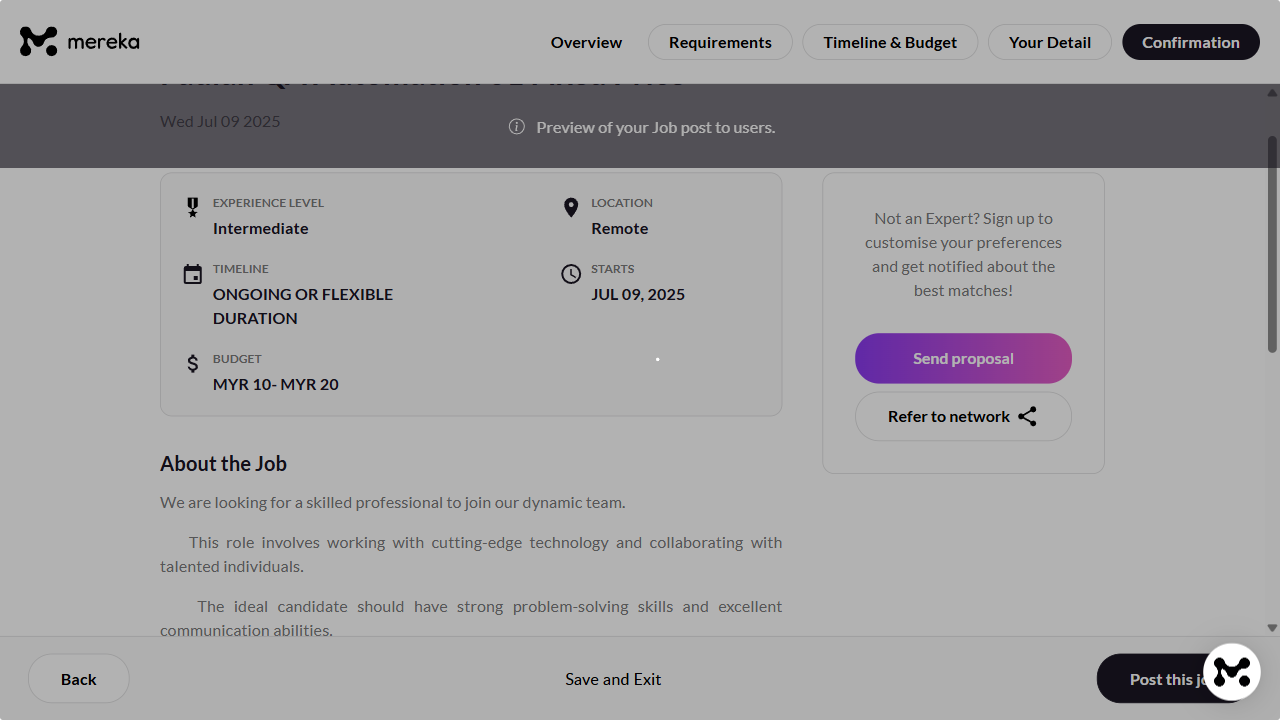 mereka
Overview
Requirements
Timeline & Budget
Your Detail
Confirmation
Wed Jul 09 2025
Preview of your Job post to users.
EXPERIENCE LEVEL
Intermediate
LOCATION
Remote
TIMELINE
ONGOING OR FLEXIBLE
DURATION
STARTS
JUL 09, 2025
BUDGET
MYR 10- MYR 20
Not an Expert? Sign up to
customise your preferences
and get notified about the
best matches!
Send proposal
Refer to network
About the Job
We are looking for a skilled professional to join our dynamic team.
This role involves working with cutting-edge technology and collaborating with
talented individuals.
The ideal candidate should have strong problem-solving skills and excellent
communication abilities.
Back
Save and Exit
Post this